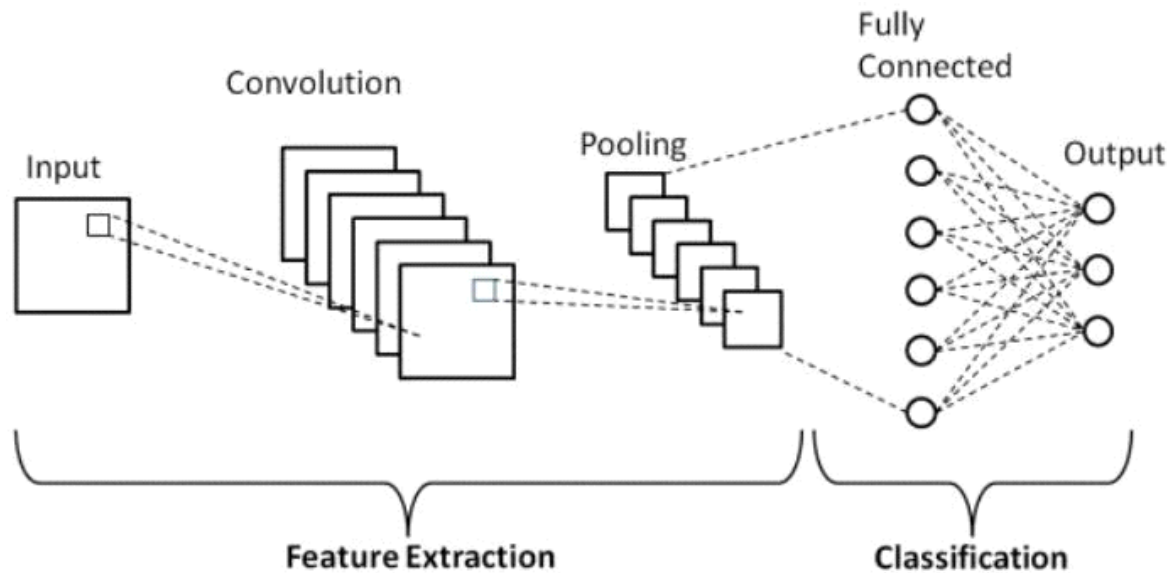 Input
Convolution
Pooling
Fully
Connected
Output
Feature Extraction
Classification